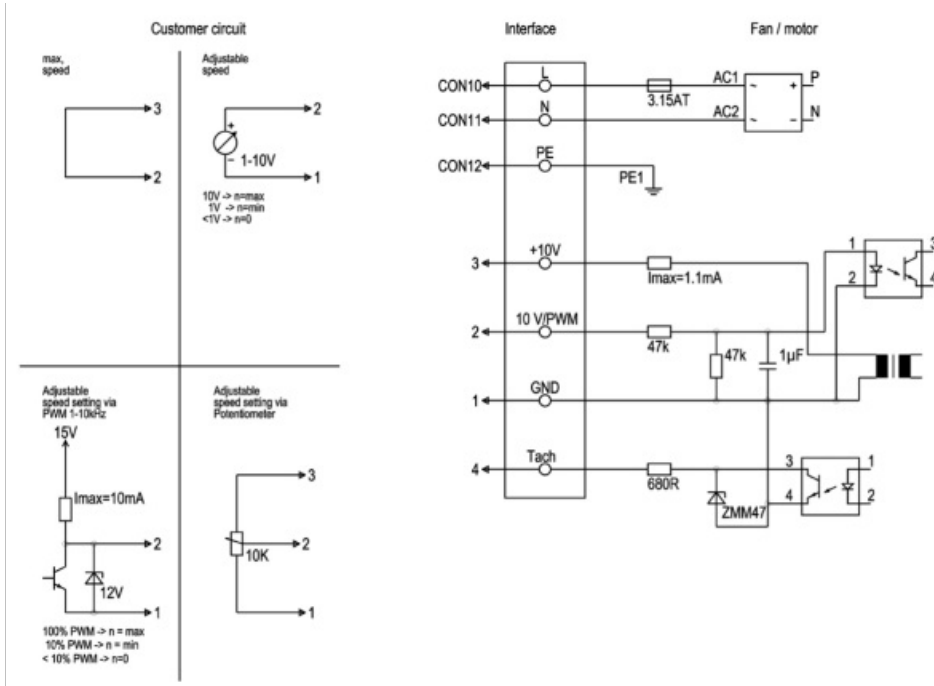 Customer circuit
Interface
Fan / motor
max,
speed
3
2
Adjustable
speed
2
+
−
1-10V
1
10V -> n=max
1V -> n=min
<1V -> n=0
Adjustable
speed setting via
PWM 1-10kHz
15V
Imax=10mA
2
12V
1
100% PWM -> n = max
10% PWM -> n = min
< 10% PWM -> n=0
Adjustable
speed setting via
Potentiometer
3
2
10K
1
CON10
L
3.15AT
AC1
~
+
P
CON11
N
AC2
~
−
N
CON12
PE
PE1
3
+10V
Imax=1.1mA
1
2
3
4
2
10 V/PWM
47k
47k
1µF
1
GND
4
Tach
680R
ZMM47
3
4
1
2